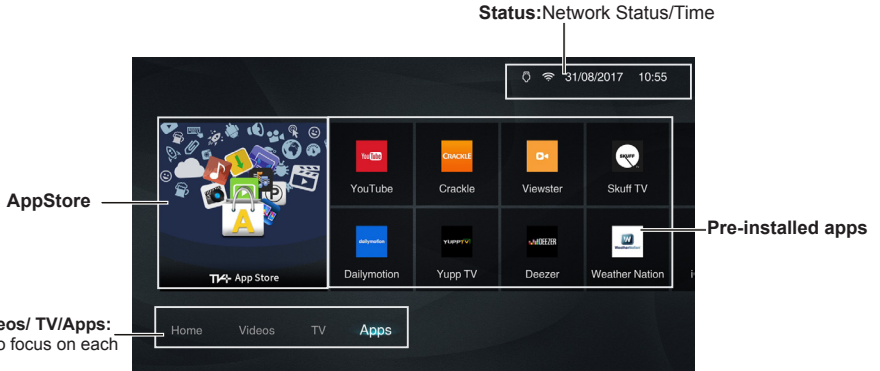 Status:Network Status/Time
31/08/2017 10:55
YouTube
CRACKLE
SKUFF
YouTube Crackle Viewster Skuff TV
AppStore
A
Pre-installed apps
dailymotion YUPPTV DEEZER WeatherNation
TV+ App Store
Dailymotion Yupp TV Deezer Weather Nation
eos/ TV/Apps:
o focus on each
Home Videos TV Apps